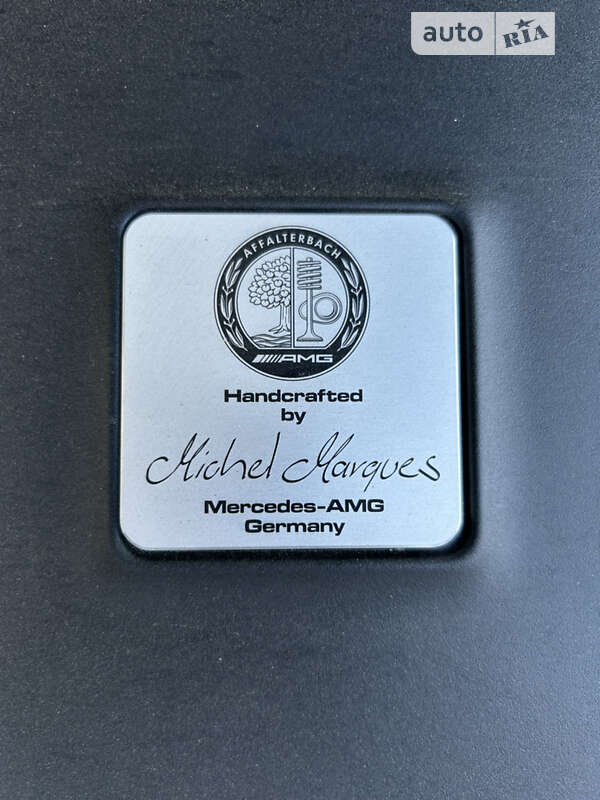 auto RIA
AFFALTERBACH
AMG
Handcrafted
by
Michel Marques
Mercedes-AMG
Germany